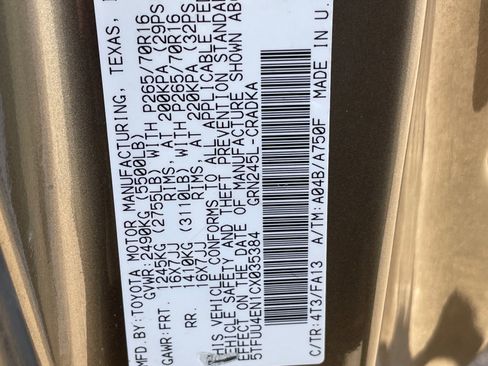 MFD.BY:TOYOTA MOTOR MANUFACTURING, TEXAS,
GVWR:2490KG(5500LB)
GAWR:FRT. 1245KG (2755LB) WITH P265/70R16
16X7JJ RIMS, AT 200KPA (29PS
RR. 1410KG (3110LB) WITH P265/70R16
16X7JJ RIMS, AT 220KPA (32PS
THIS VEHICLE CONFORMS TO ALL APPLICABLE FED
VEHICLE SAFETY AND THEFT PREVENTION STANDAR
EFFECT ON THE DATE OF MANUFACTURE SHOWN ABO
5TFUU4EN1CX035384 GRN245L-CRADKA
C/TR:4T3/FA13 A/TM:A04B/A750F MADE IN U.